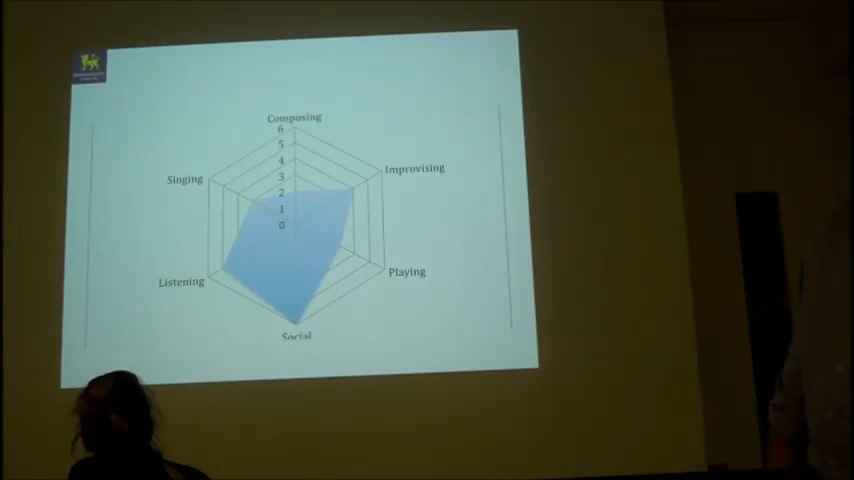 Composing
6
5
4
3
2
1
0
Improvising
Singing
Listening
Playing
Social